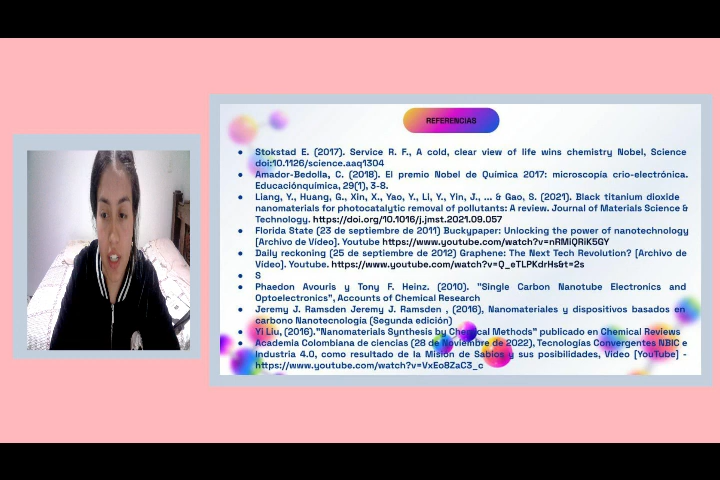 REFERENCIAS
● Stokstad E. (2017). Service R. F., A cold, clear view of life wins chemistry Nobel, Science
doi:10.1126/science.aaq1304
● Amador-Bedolla, C. (2018). El premio Nobel de Química 2017: microscopía crio-electrónica.
Educaciónquímica, 29(1), 3-8.
● Liang, Y., Huang, G., Xin, X., Yao, Y., Li, Y., Yin, J., ... & Gao, S. (2021). Black titanium dioxide
nanomaterials for photocatalytic removal of pollutants: A review. Journal of Materials Science &
Technology. https://doi.org/10.1016/j.jmst.2021.09.057
● Florida State (23 de septiembre de 2011) Buckypaper: Unlocking the power of nanotechnology
[Archivo de Vídeo]. Youtube https://www.youtube.com/watch?v=nRMiQRiK5GY
● Daily reckoning (25 de septiembre de 2012) Graphene: The Next Tech Revolution? [Archivo de
Vídeo]. Youtube. https://www.youtube.com/watch?v=Q_eTLPKdrHs&t=2s
● S
● Phaedon Avouris y Tony F. Heinz. (2010). "Single Carbon Nanotube Electronics and
Optoelectronics", Accounts of Chemical Research
● Jeremy J. Ramsden Jeremy J. Ramsden , (2016), Nanomateriales y dispositivos basados en
carbono Nanotecnología (Segunda edición)
● Yi Liu, (2016)."Nanomaterials Synthesis by Chemical Methods" publicado en Chemical Reviews
● Academia Colombiana de ciencias (28 de Noviembre de 2022), Tecnologías Convergentes NBIC e
Industria 4.0, como resultado de la Misión de Sabios y sus posibilidades, Vídeo [YouTube] -
https://www.youtube.com/watch?v=VxEo8ZaC3_c